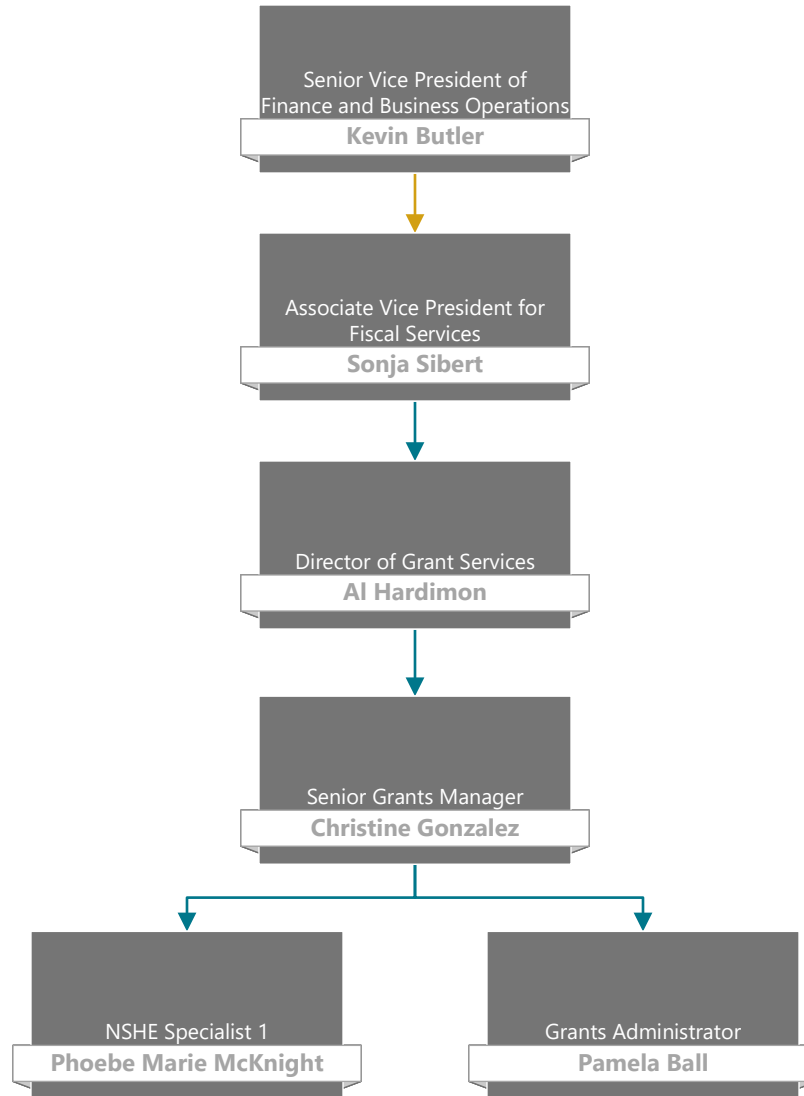 Senior Vice President of
Finance and Business Operations
Kevin Butler
Associate Vice President for
Fiscal Services
Sonja Sibert
Director of Grant Services
Al Hardimon
Senior Grants Manager
Christine Gonzalez
NSHE Specialist 1
Phoebe Marie McKnight
Grants Administrator
Pamela Ball